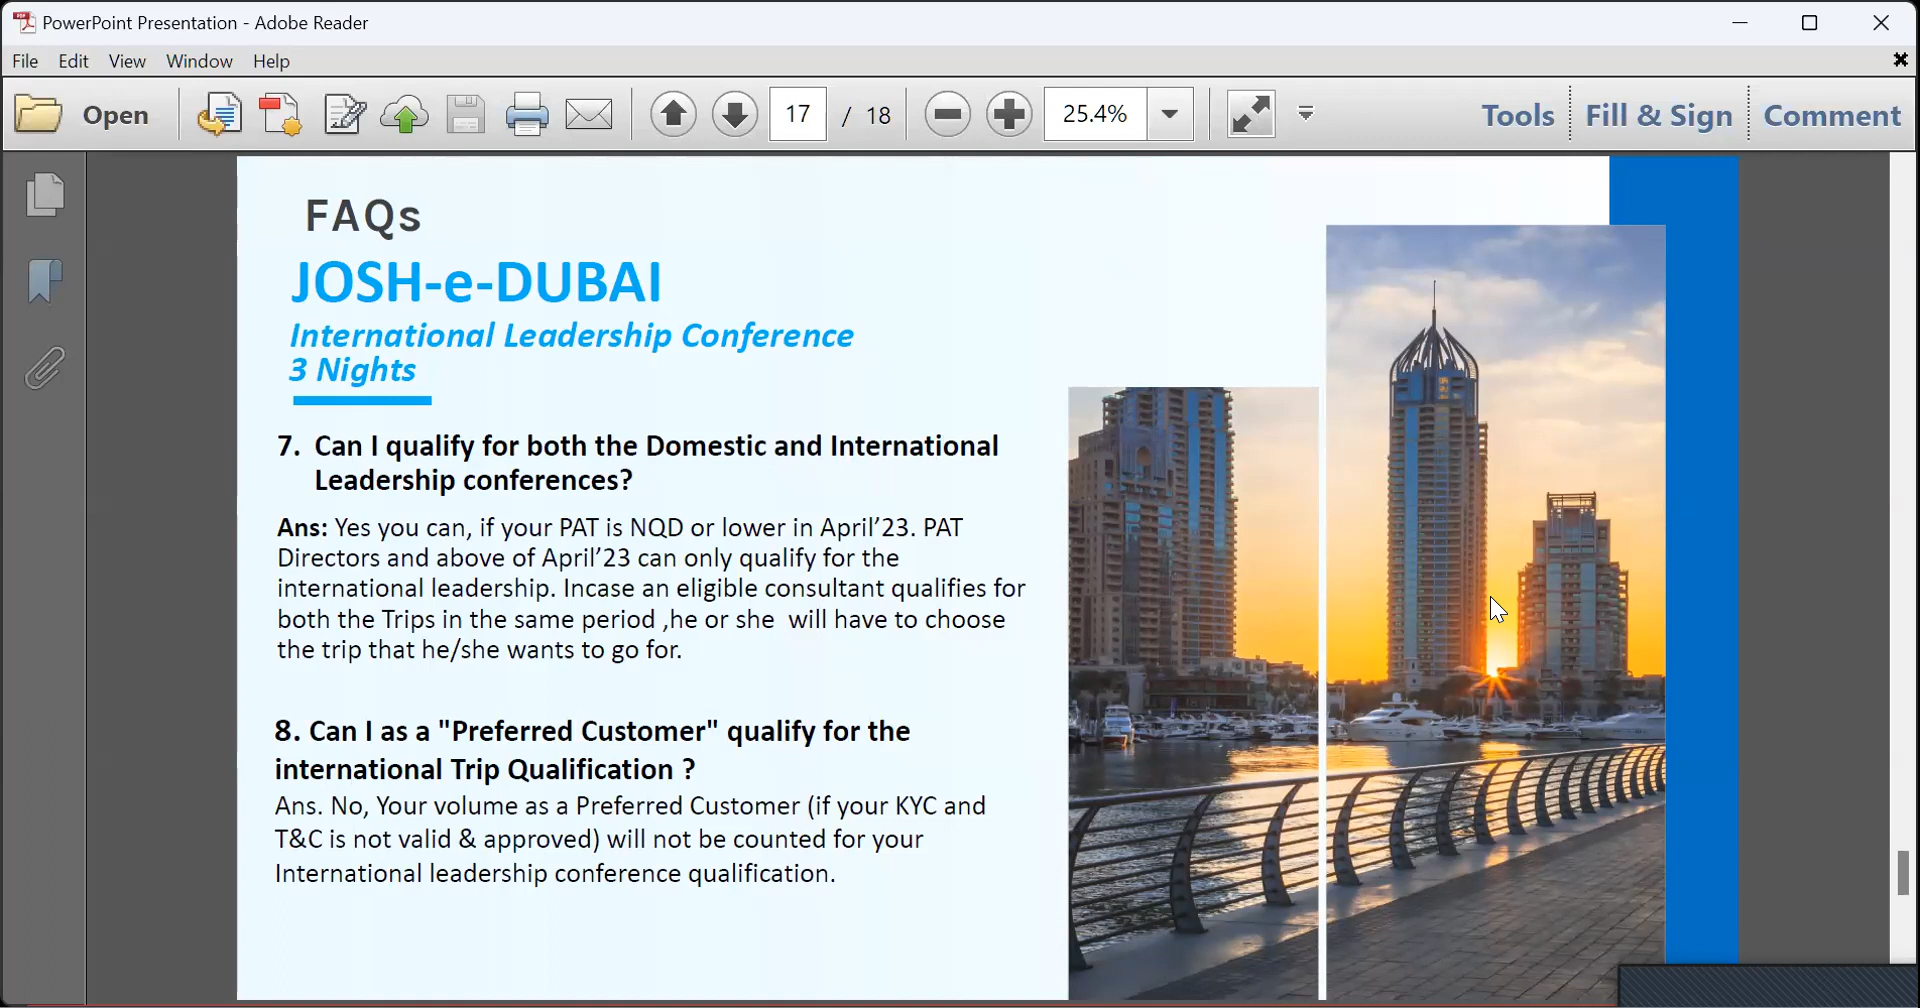 PowerPoint Presentation - Adobe Reader
File Edit View Window Help
Open 17 / 18 25.4% Tools Fill & Sign Comment
FAQs
JOSH-e-DUBAI
International Leadership Conference
3 Nights
7. Can I qualify for both the Domestic and International
Leadership conferences?
Ans: Yes you can, if your PAT is NQD or lower in April’23. PAT
Directors and above of April’23 can only qualify for the
international leadership. Incase an eligible consultant qualifies for
both the Trips in the same period ,he or she will have to choose
the trip that he/she wants to go for.
8. Can I as a "Preferred Customer" qualify for the
international Trip Qualification ?
Ans. No, Your volume as a Preferred Customer (if your KYC and
T&C is not valid & approved) will not be counted for your
International leadership conference qualification.